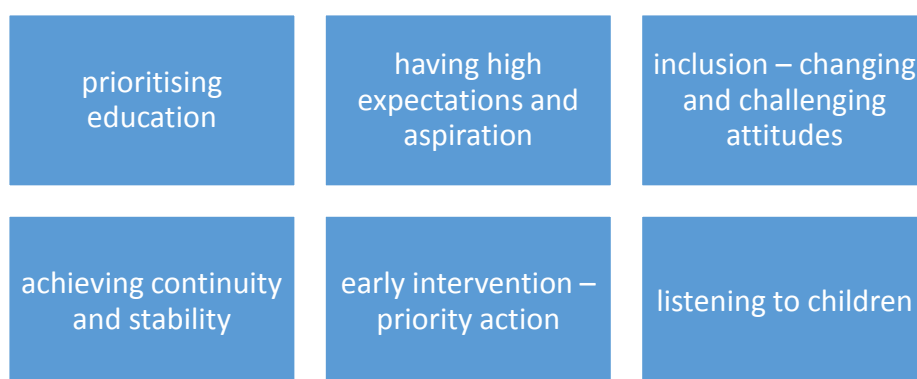 prioritising
education
having high
expectations and
aspiration
inclusion – changing
and challenging
attitudes
achieving continuity
and stability
early intervention –
priority action
listening to children